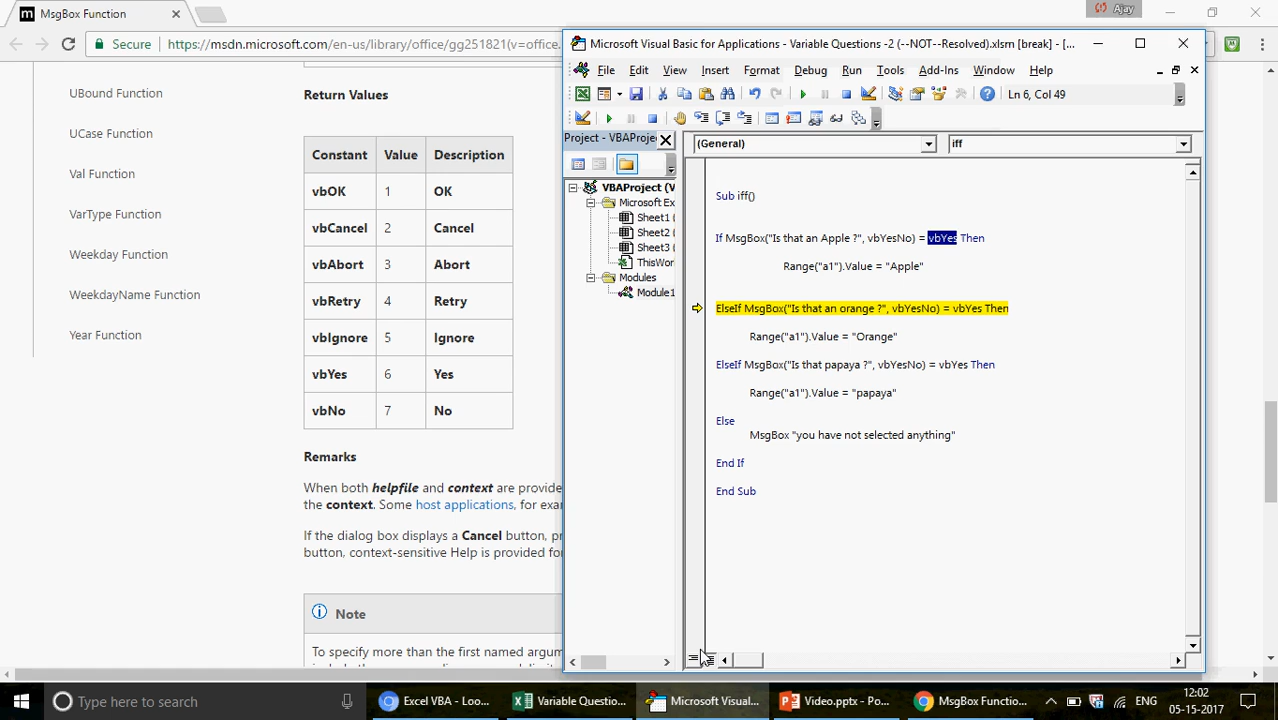 MsgBox Function
Ajay
Secure
https://msdn.microsoft.com/en-us/library/office/gg251821(v=office.
UBound Function
UCase Function
Val Function
VarType Function
Weekday Function
WeekdayName Function
Year Function
Return Values
Constant Value Description
vbOK 1 OK
vbCancel 2 Cancel
vbAbort 3 Abort
vbRetry 4 Retry
vbIgnore 5 Ignore
vbYes 6 Yes
vbNo 7 No
Remarks
When both helpfile and context are provide
the context. Some host applications, for exa
If the dialog box displays a Cancel button, p
button, context-sensitive Help is provided fo
Note
To specify more than the first named argum
Microsoft Visual Basic for Applications - Variable Questions -2 (--NOT--Resolved).xlsm [break] - [...
File Edit View Insert Format Debug Run Tools Add-Ins Window Help
Ln 6, Col 49
Project - VBAProje
(General)
iff
VBAProject (V
Microsoft Ex
Sheet1 (
Sheet2 (
Sheet3 (
ThisWor
Modules
Module1
Sub iff()
If MsgBox("Is that an Apple ?", vbYesNo) = vbYes Then
Range("a1").Value = "Apple"
ElseIf MsgBox("Is that an orange ?", vbYesNo) = vbYes Then
Range("a1").Value = "Orange"
ElseIf MsgBox("Is that papaya ?", vbYesNo) = vbYes Then
Range("a1").Value = "papaya"
Else
MsgBox "you have not selected anything"
End If
End Sub
Type here to search
Excel VBA - Loo...
Variable Questio...
Microsoft Visual...
Video.pptx - Po...
MsgBox Functio...
ENG
12:02
05-15-2017